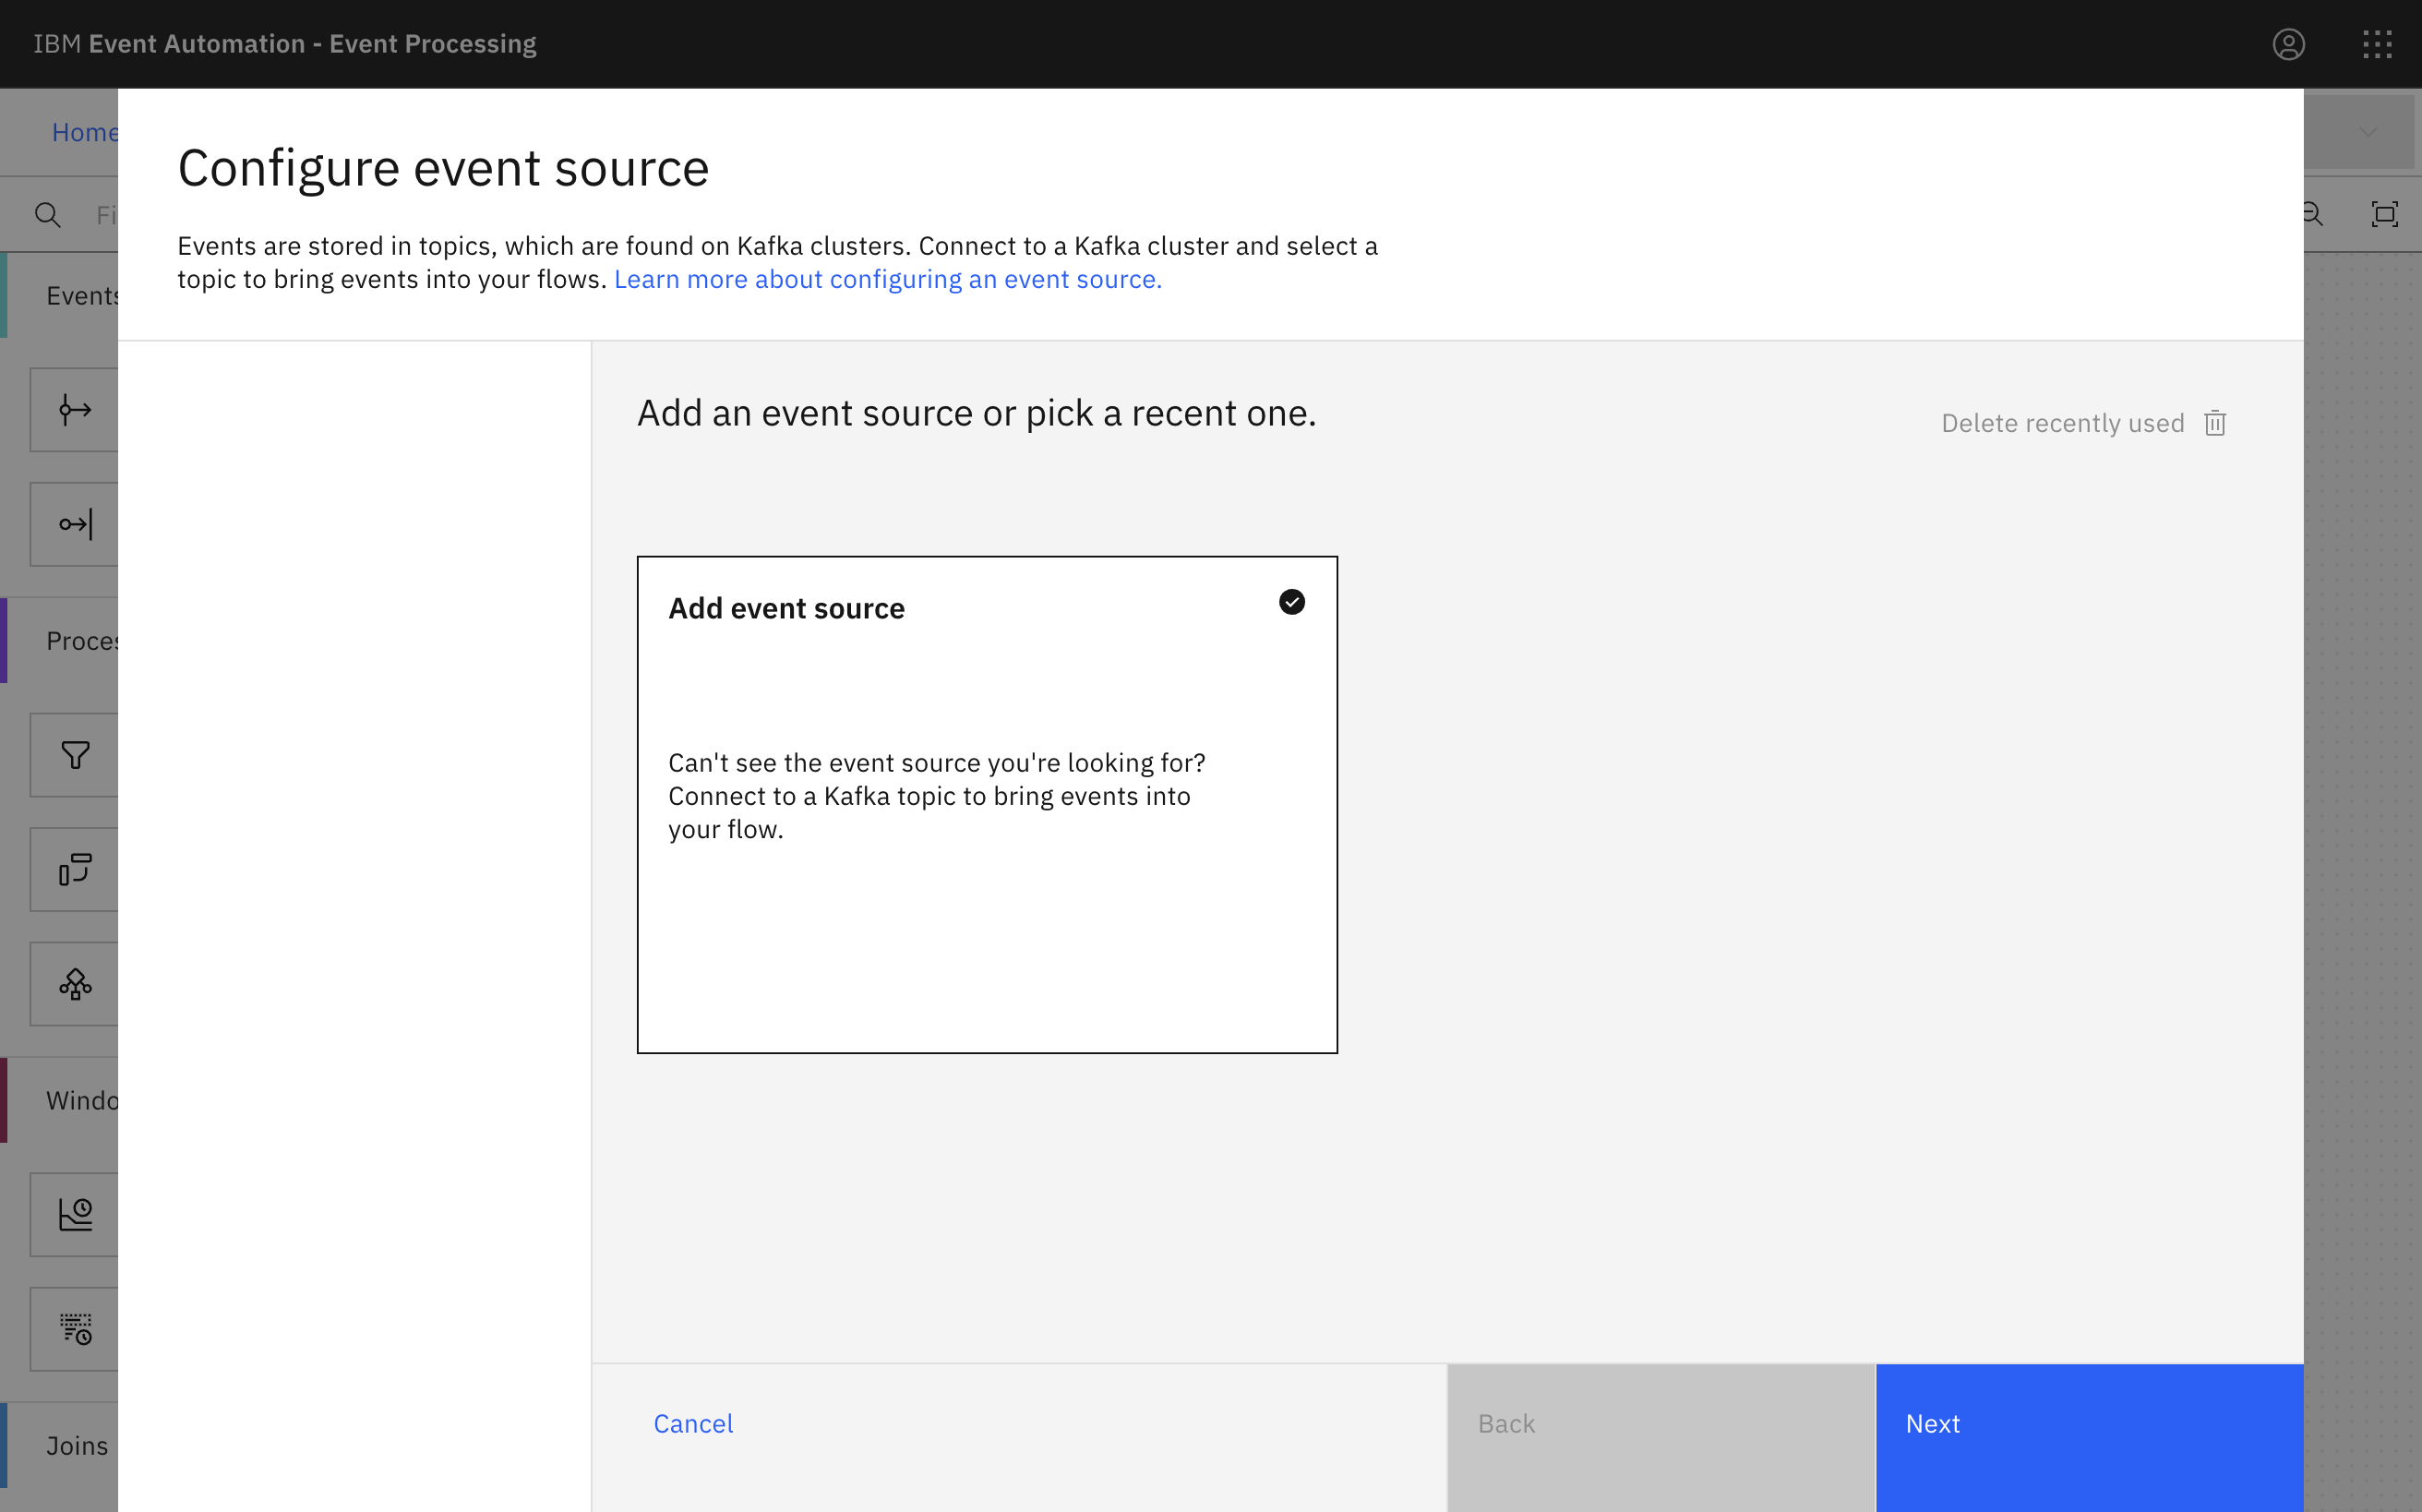 IBM Event Automation - Event Processing
Home
Configure event source
Events are stored in topics, which are found on Kafka clusters. Connect to a Kafka cluster and select a
topic to bring events into your flows. Learn more about configuring an event source.
Events
Add an event source or pick a recent one.
Delete recently used
Add event source
Can't see the event source you're looking for?
Connect to a Kafka topic to bring events into
your flow.
Joins
Cancel
Back
Next